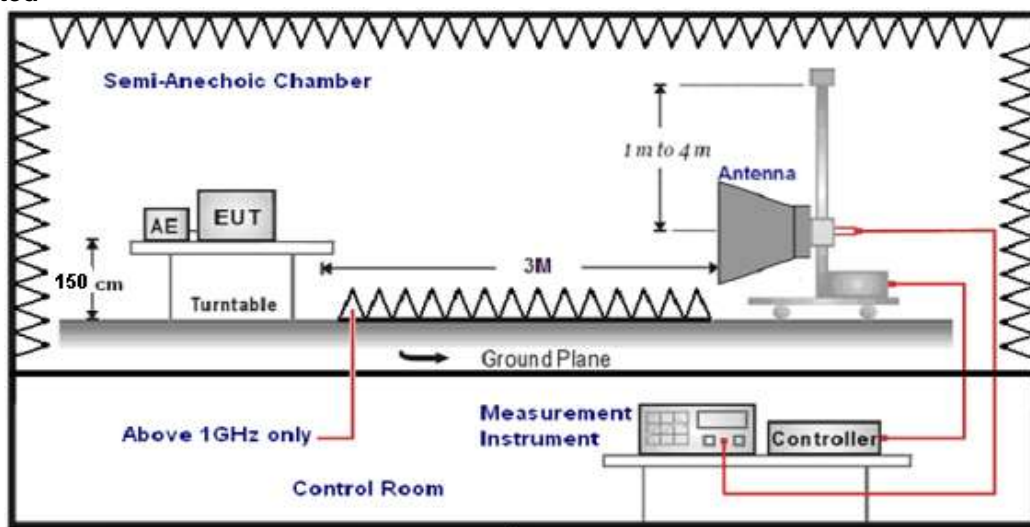 Semi-Anechoic Chamber
1 m to 4 m
Antenna
AE
EUT
3M
150 cm
Turntable
Ground Plane
Above 1GHz only
Measurement
Instrument
Controller
Control Room